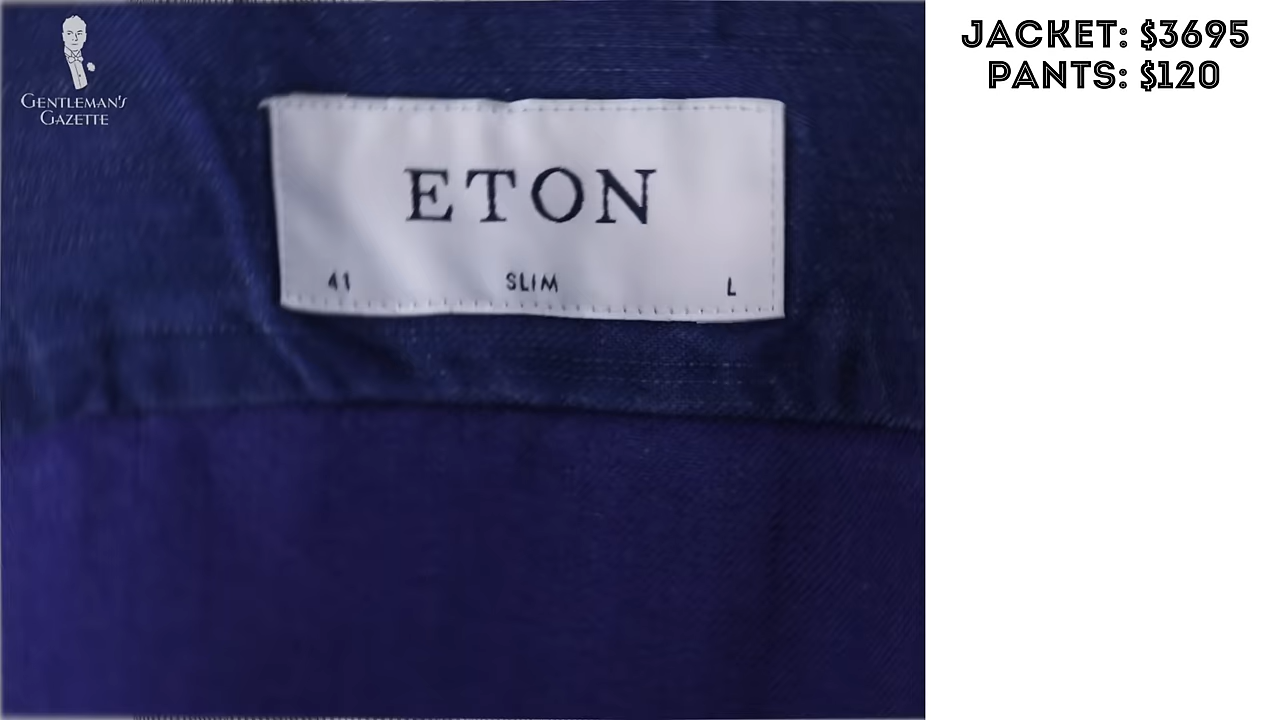 GENTLEMAN'S
GAZETTE
ETON
41 SLIM L
JACKET: $3695
PANTS: $120